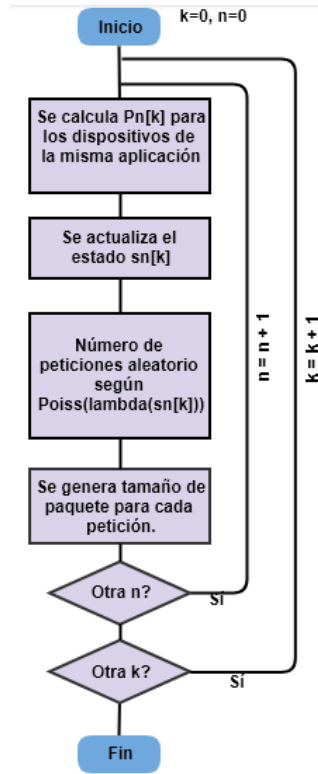 k=0, n=0
Inicio
Se calcula Pn[k] para
los dispositivos de
la misma aplicación
Se actualiza el
estado sn[k]
Número de
peticiones aleatorio
según
Poiss(lambda(sn[k]))
Se genera tamaño de
paquete para cada
petición.
n = n + 1
k = k + 1
Otra n?
Sí
Otra k?
Sí
Fin